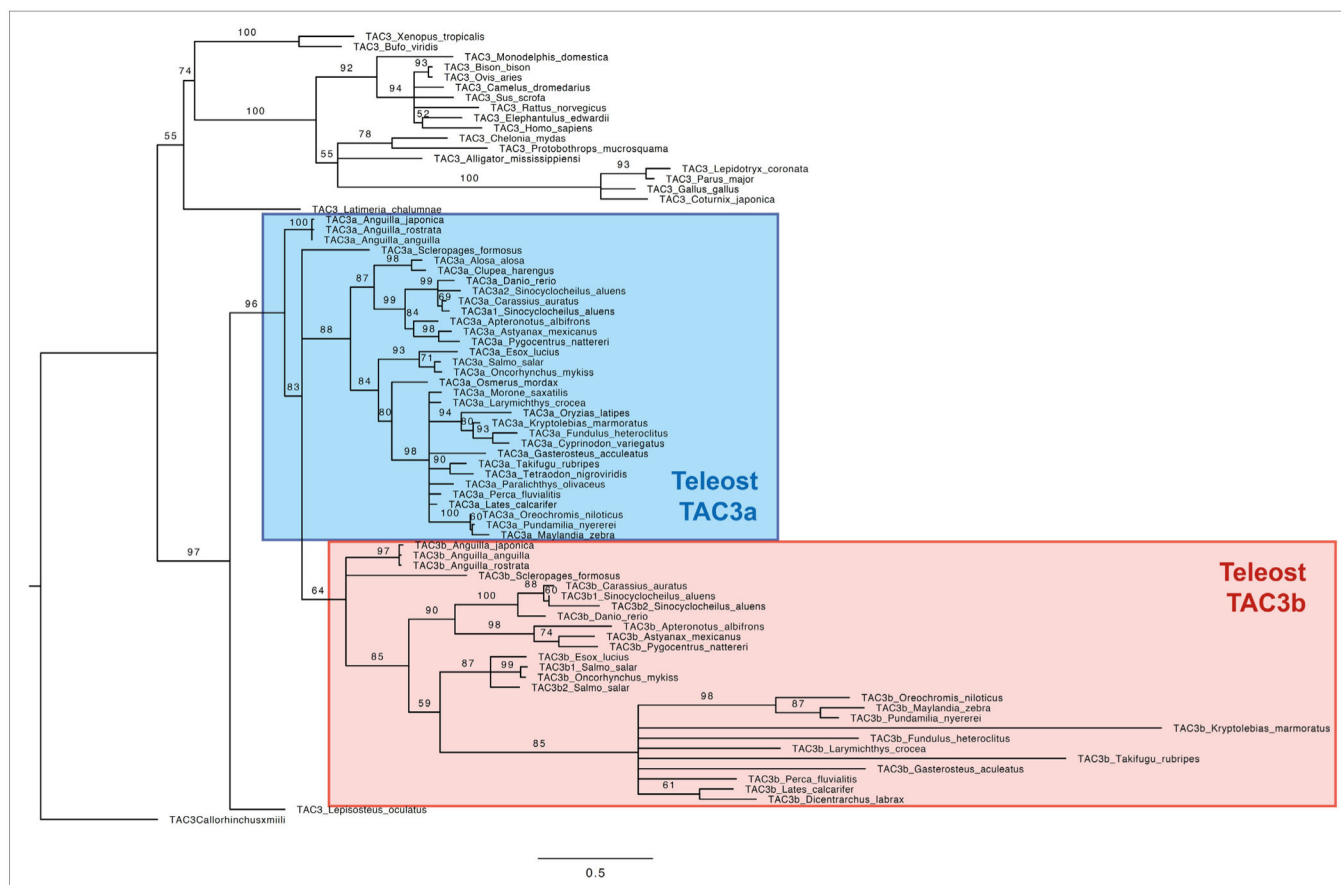 100
TAC3_Xenopus_tropicalis
TAC3_Bufo_viridis
74
TAC3_Monodelphis_domestica
93
TAC3_Bison_bison
92
TAC3_Ovis_aries
94
TAC3_Camelus_dromedarius
TAC3_Sus_scrofa
TAC3_Rattus_norvegicus
52
TAC3_Elephantulus_edwardii
100
TAC3_Homo_sapiens
55
78
TAC3_Chelonia_mydas
TAC3_Protobothrops_mucrosquama
55
TAC3_Alligator_mississippiensi
93
TAC3_Lepidotryx_coronata
100
TAC3_Parus_major
TAC3_Gallus_gallus
TAC3_Coturnix_japonica
TAC3_Latimeria_chalumnae
100
TAC3a_Anguilla_japonica
TAC3a_Anguilla_rostrata
TAC3a_Anguilla_anguilla
TAC3a_Scleropages_formosus
98
TAC3a_Alosa_alosa
87
TAC3a_Clupea_harengus
99
TAC3a_Danio_rerio
TAC3a2_Sinocyclocheilus_aluens
99
69
TAC3a_Carassius_auratus
96
84
TAC3a1_Sinocyclocheilus_aluens
TAC3a_Apteronotus_albifrons
88
98
TAC3a_Astyanax_mexicanus
TAC3a_Pygocentrus_nattereri
93
TAC3a_Esox_lucius
71
TAC3a_Salmo_salar
TAC3a_Oncorhynchus_mykiss
83
84
TAC3a_Osmerus_mordax
TAC3a_Morone_saxatilis
TAC3a_Larymichthys_crocea
80
94
TAC3a_Oryzias_latipes
80
TAC3a_Kryptolebias_marmoratus
93
TAC3a_Fundulus_heteroclitus
TAC3a_Cyprinodon_variegatus
98
TAC3a_Gasterosteus_acculeatus
90
TAC3a_Takifugu_rubripes
TAC3a_Tetraodon_nigroviridis
TAC3a_Paralichthys_olivaceus
TAC3a_Perca_fluvialitis
TAC3a_Lates_calcarifer
100
60
TAC3a_Oreochromis_niloticus
TAC3a_Pundamilia_nyererei
TAC3a_Maylandia_zebra
Teleost
TAC3a
97
97
TAC3b_Anguilla_japonica
TAC3b_Anguilla_anguilla
TAC3b_Anguilla_rostrata
64
TAC3b_Scleropages_formosus
88
60
TAC3b_Carassius_auratus
100
TAC3b1_Sinocyclocheilus_aluens
TAC3b2_Sinocyclocheilus_aluens
90
TAC3b_Danio_rerio
98
TAC3b_Apteronotus_albifrons
74
TAC3b_Astyanax_mexicanus
TAC3b_Pygocentrus_nattereri
85
87
TAC3b_Esox_lucius
99
TAC3b1_Salmo_salar
TAC3b_Oncorhynchus_mykiss
TAC3b2_Salmo_salar
59
98
TAC3b_Oreochromis_niloticus
87
TAC3b_Maylandia_zebra
TAC3b_Pundamilia_nyererei
TAC3b_Kryptolebias_marmoratus
TAC3b_Fundulus_heteroclitus
85
TAC3b_Larymichthys_crocea
TAC3b_Takifugu_rubripes
TAC3b_Gasterosteus_aculeatus
TAC3b_Perca_fluvialitis
61
TAC3b_Lates_calcarifer
TAC3b_Dicentrarchus_labrax
Teleost
TAC3b
TAC3_Lepisosteus_oculatus
TAC3Callorhinchusxmiili
0.5